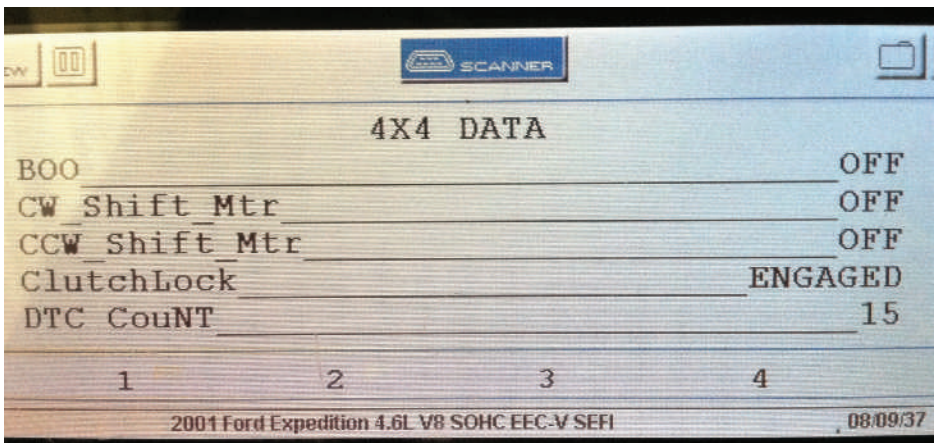 SCANNER
4X4 DATA
BOO OFF
CW_Shift_Mtr OFF
CCW_Shift_Mtr OFF
ClutchLock ENGAGED
DTC CouNT 15
1 2 3 4
2001 Ford Expedition 4.6L V8 SOHC EEC-V SEFI 08/09/37